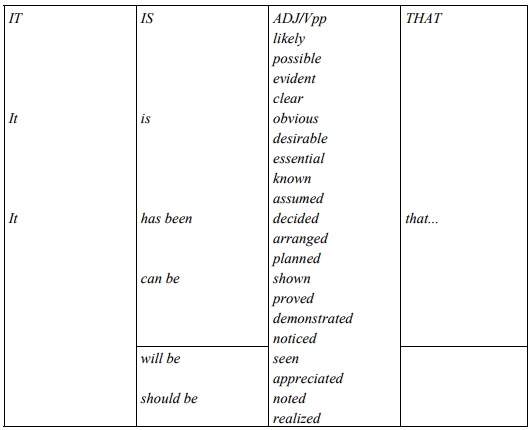 IT IS ADJ/Vpp THAT
likely
possible
evident
clear
It is obvious
desirable
essential
known
assumed
It has been decided that...
arranged
planned
can be shown
proved
demonstrated
noticed
will be seen
appreciated
should be noted
realized